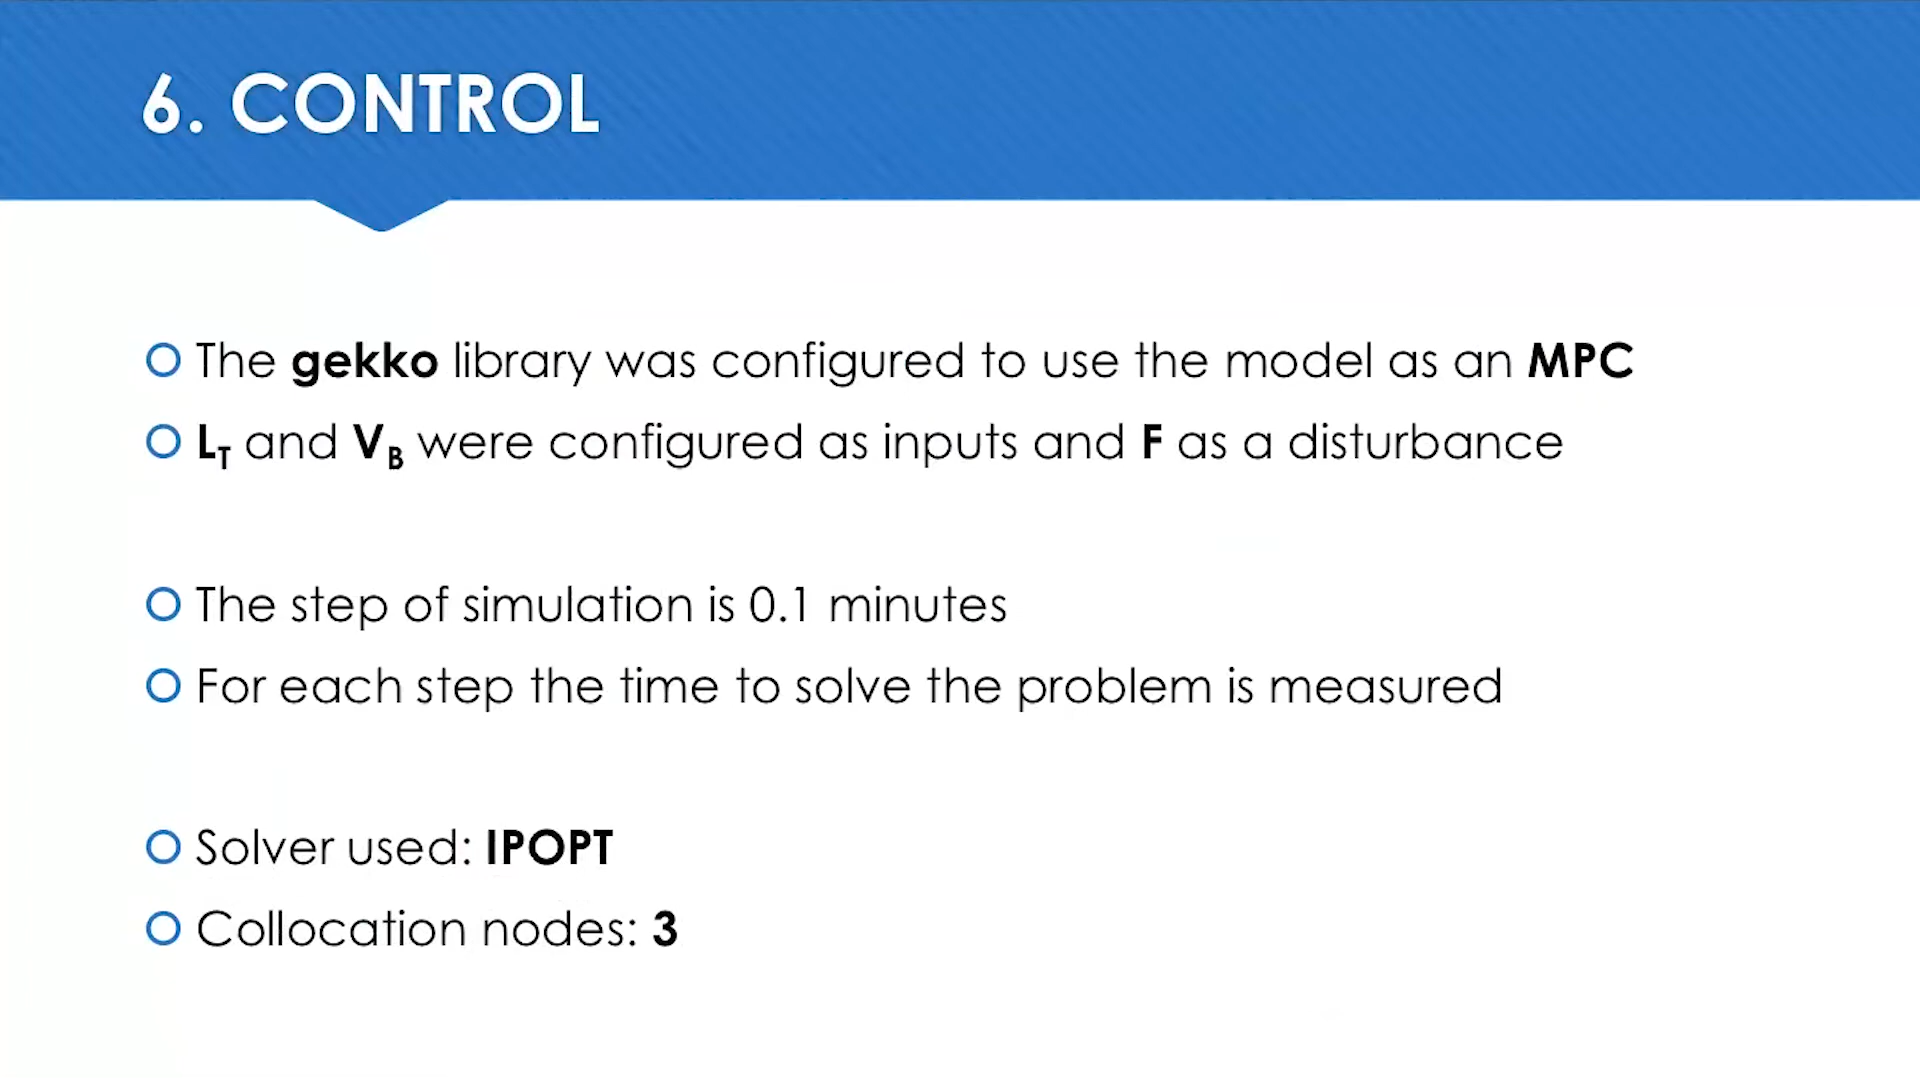 6. CONTROL
The gekko library was configured to use the model as an MPC
L_T and V_B were configured as inputs and F as a disturbance
The step of simulation is 0.1 minutes
For each step the time to solve the problem is measured
Solver used: IPOPT
Collocation nodes: 3